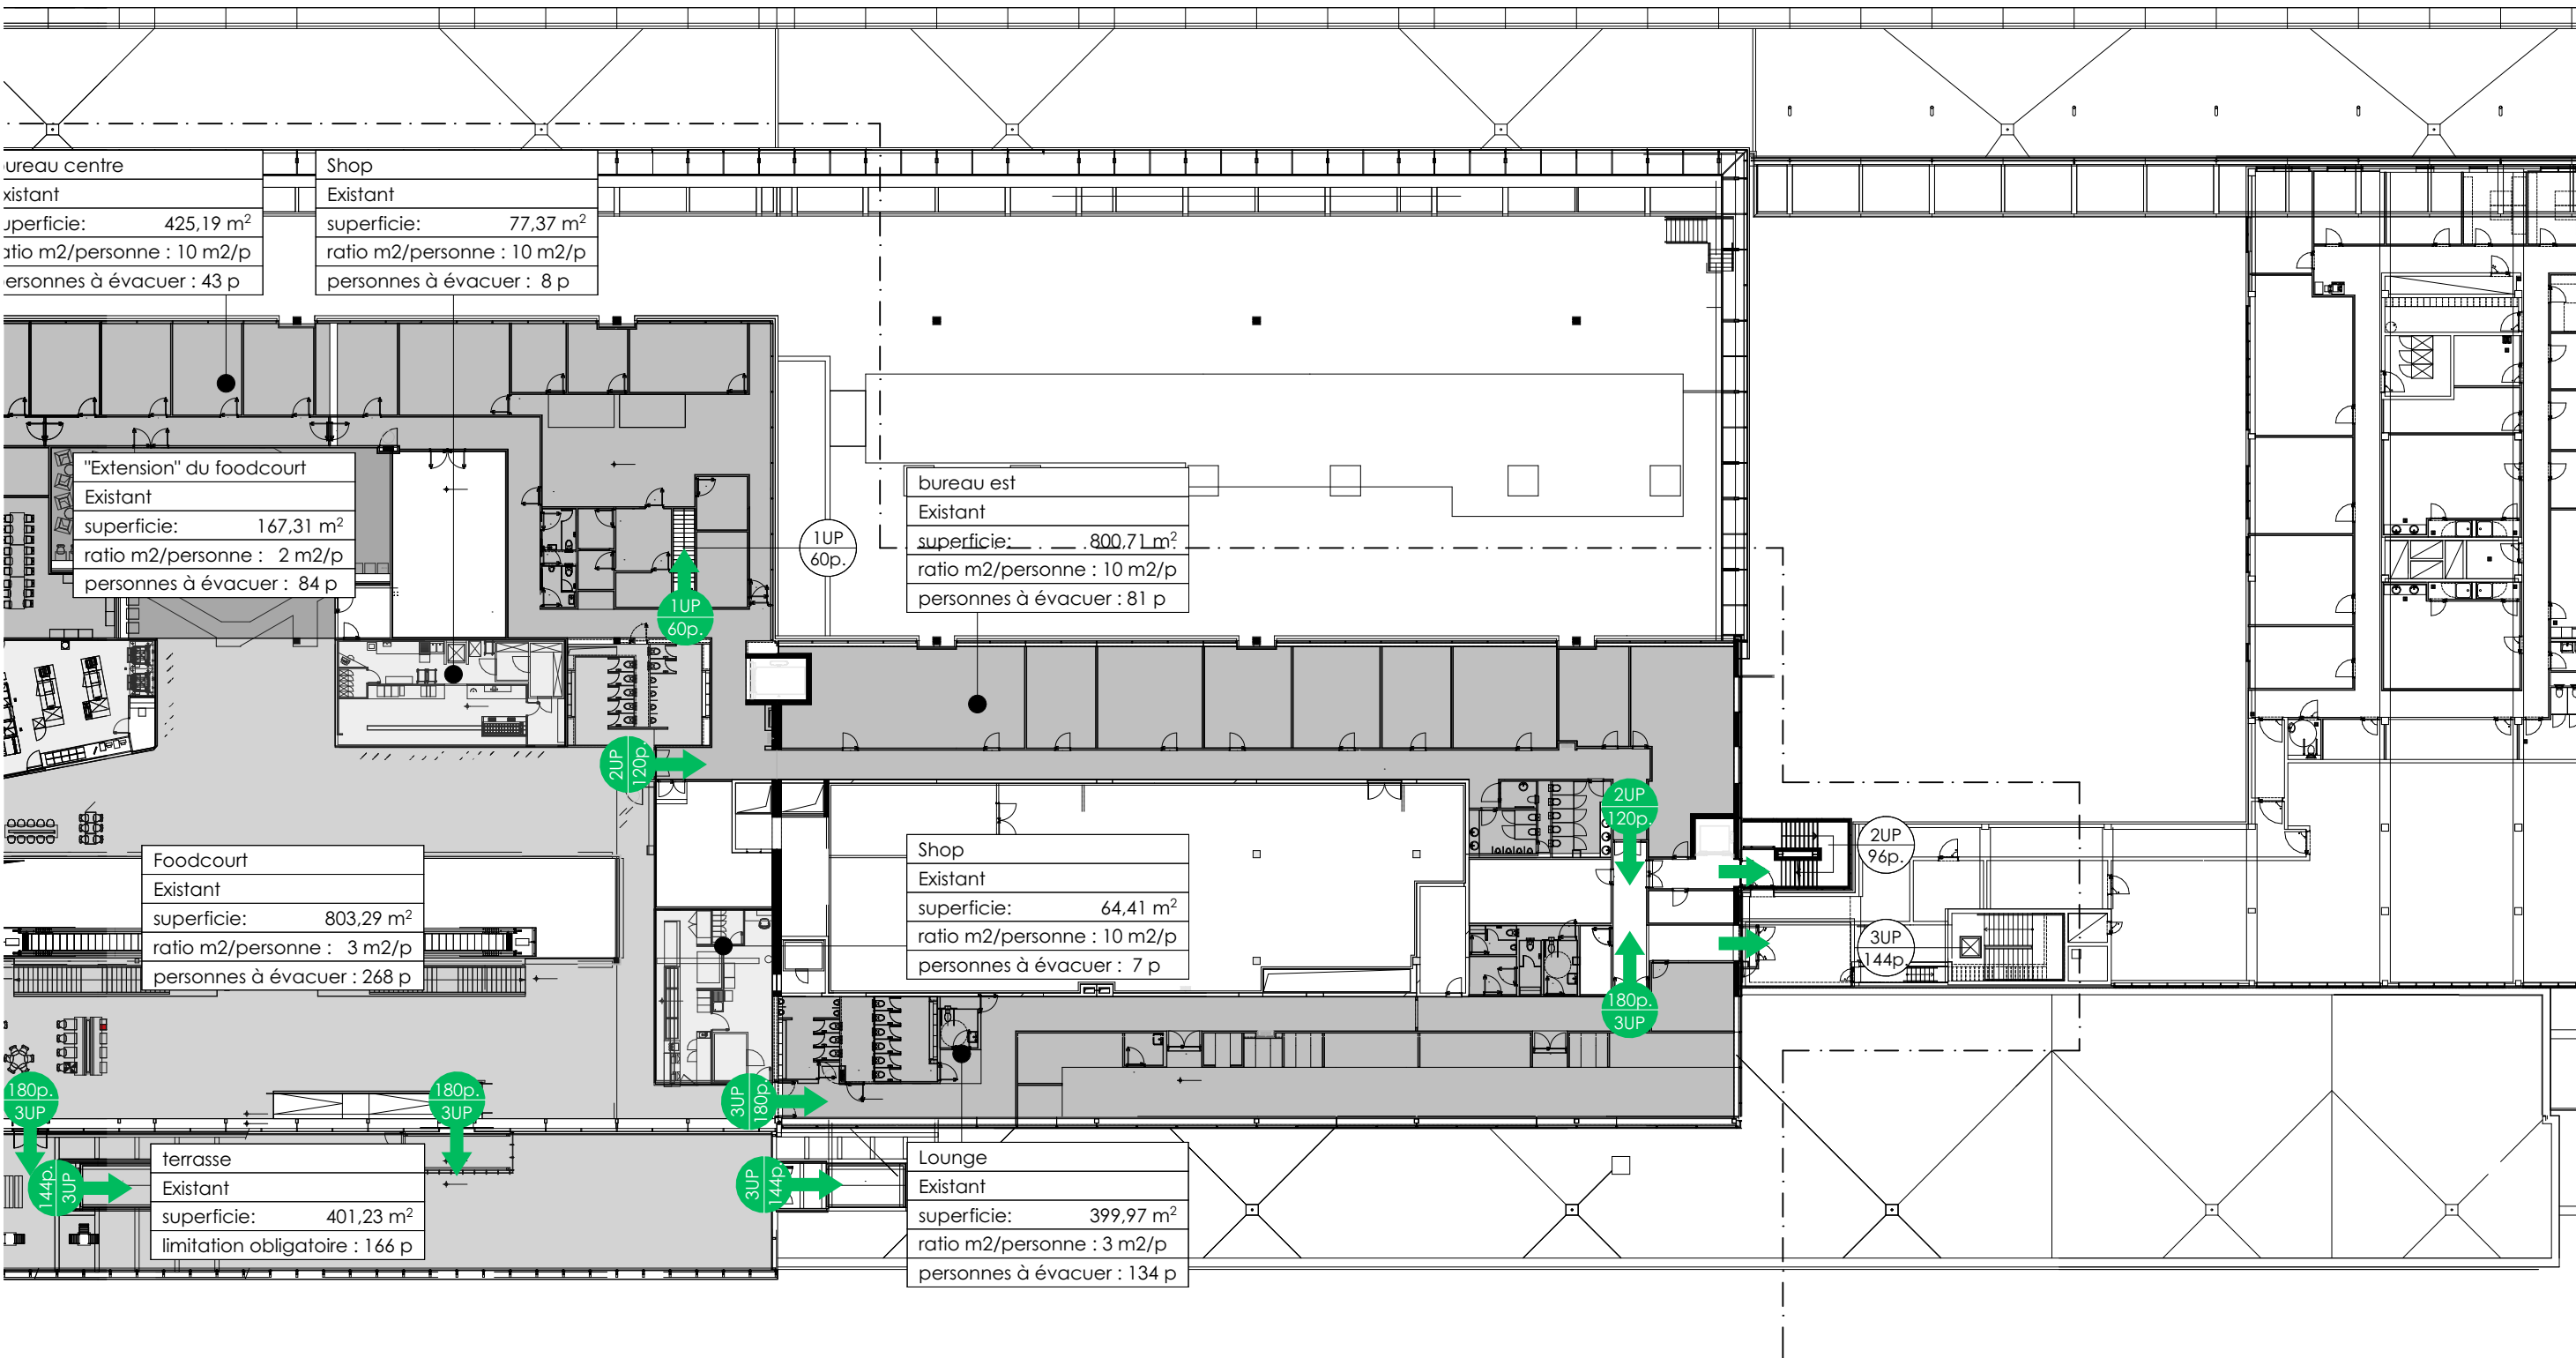 ureau centre
xistant
uperficie: 425,19 m²
atio m2/personne : 10 m2/p
ersonnes à évacuer : 43 p
Shop
Existant
superficie: 77,37 m²
ratio m2/personne : 10 m2/p
personnes à évacuer : 8 p
"Extension" du foodcourt
Existant
superficie: 167,31 m²
ratio m2/personne : 2 m2/p
personnes à évacuer : 84 p
bureau est
Existant
superficie: 800,71 m²
ratio m2/personne : 10 m2/p
personnes à évacuer : 81 p
1UP
60p.
1UP
60p.
2UP
120p.
2UP
120p.
2UP
96p.
Foodcourt
Existant
superficie: 803,29 m²
ratio m2/personne : 3 m2/p
personnes à évacuer : 268 p
Shop
Existant
superficie: 64,41 m²
ratio m2/personne : 10 m2/p
personnes à évacuer : 7 p
3UP
144p.
180p.
3UP
180p.
3UP
180p.
3UP
3UP
180p.
144p.
3UP
3UP
144p.
terrasse
Existant
superficie: 401,23 m²
limitation obligatoire : 166 p
Lounge
Existant
superficie: 399,97 m²
ratio m2/personne : 3 m2/p
personnes à évacuer : 134 p